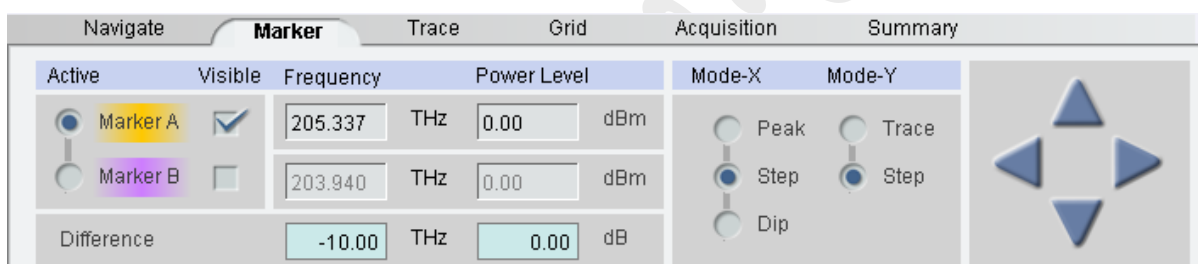 Navigate Marker Trace Grid Acquisition Summary
Active Visible Frequency Power Level Mode-X Mode-Y
Marker A 205.337 THz 0.00 dBm Peak Trace
Marker B 203.940 THz 0.00 dBm Step Step
Dip
Difference -10.00 THz 0.00 dB